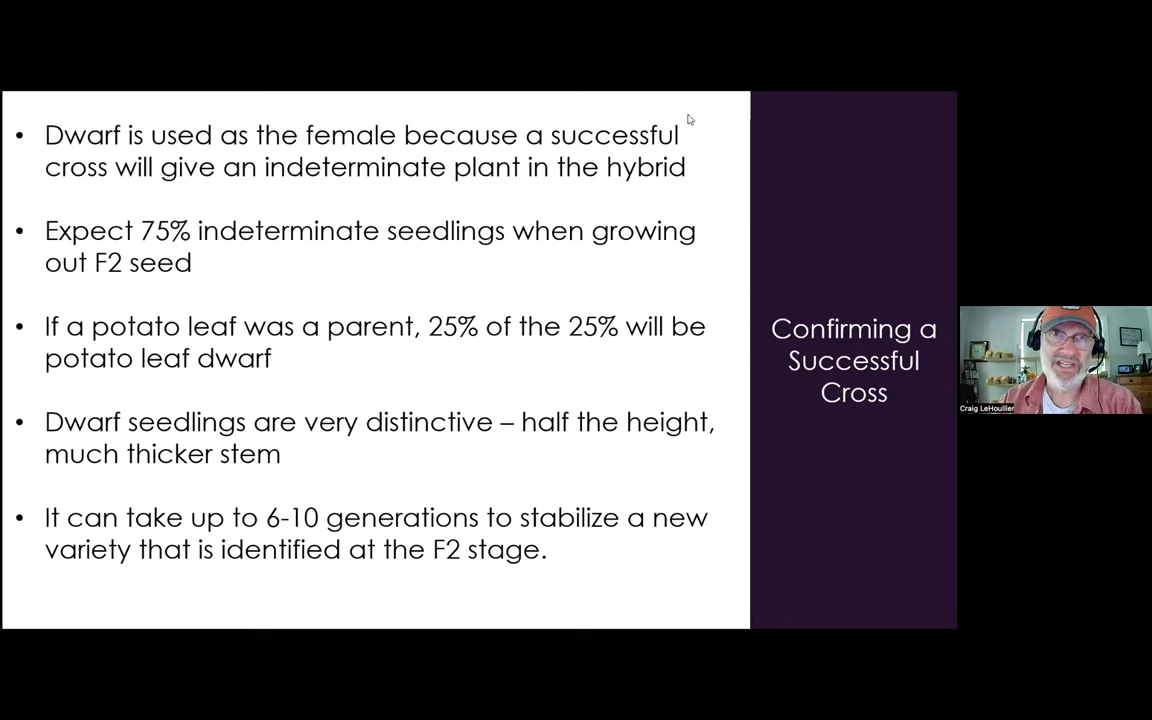 • Dwarf is used as the female because a successful
cross will give an indeterminate plant in the hybrid
• Expect 75% indeterminate seedlings when growing
out F2 seed
• If a potato leaf was a parent, 25% of the 25% will be
potato leaf dwarf
• Dwarf seedlings are very distinctive – half the height,
much thicker stem
• It can take up to 6-10 generations to stabilize a new
variety that is identified at the F2 stage.
Confirming a
Successful
Cross
Craig LeHoullier